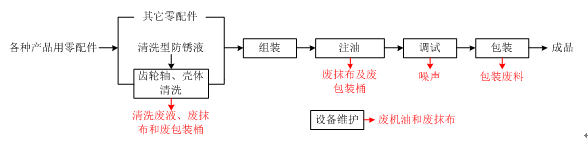 其它零配件
各种产品用零配件
清洗型防锈液
齿轮轴、壳体
清洗
组装
注油
调试
包装
成品
清洗废液、废抹
布和废包装桶
废抹布及废
包装桶
噪声
包装废料
设备维护
废机油和废抹布